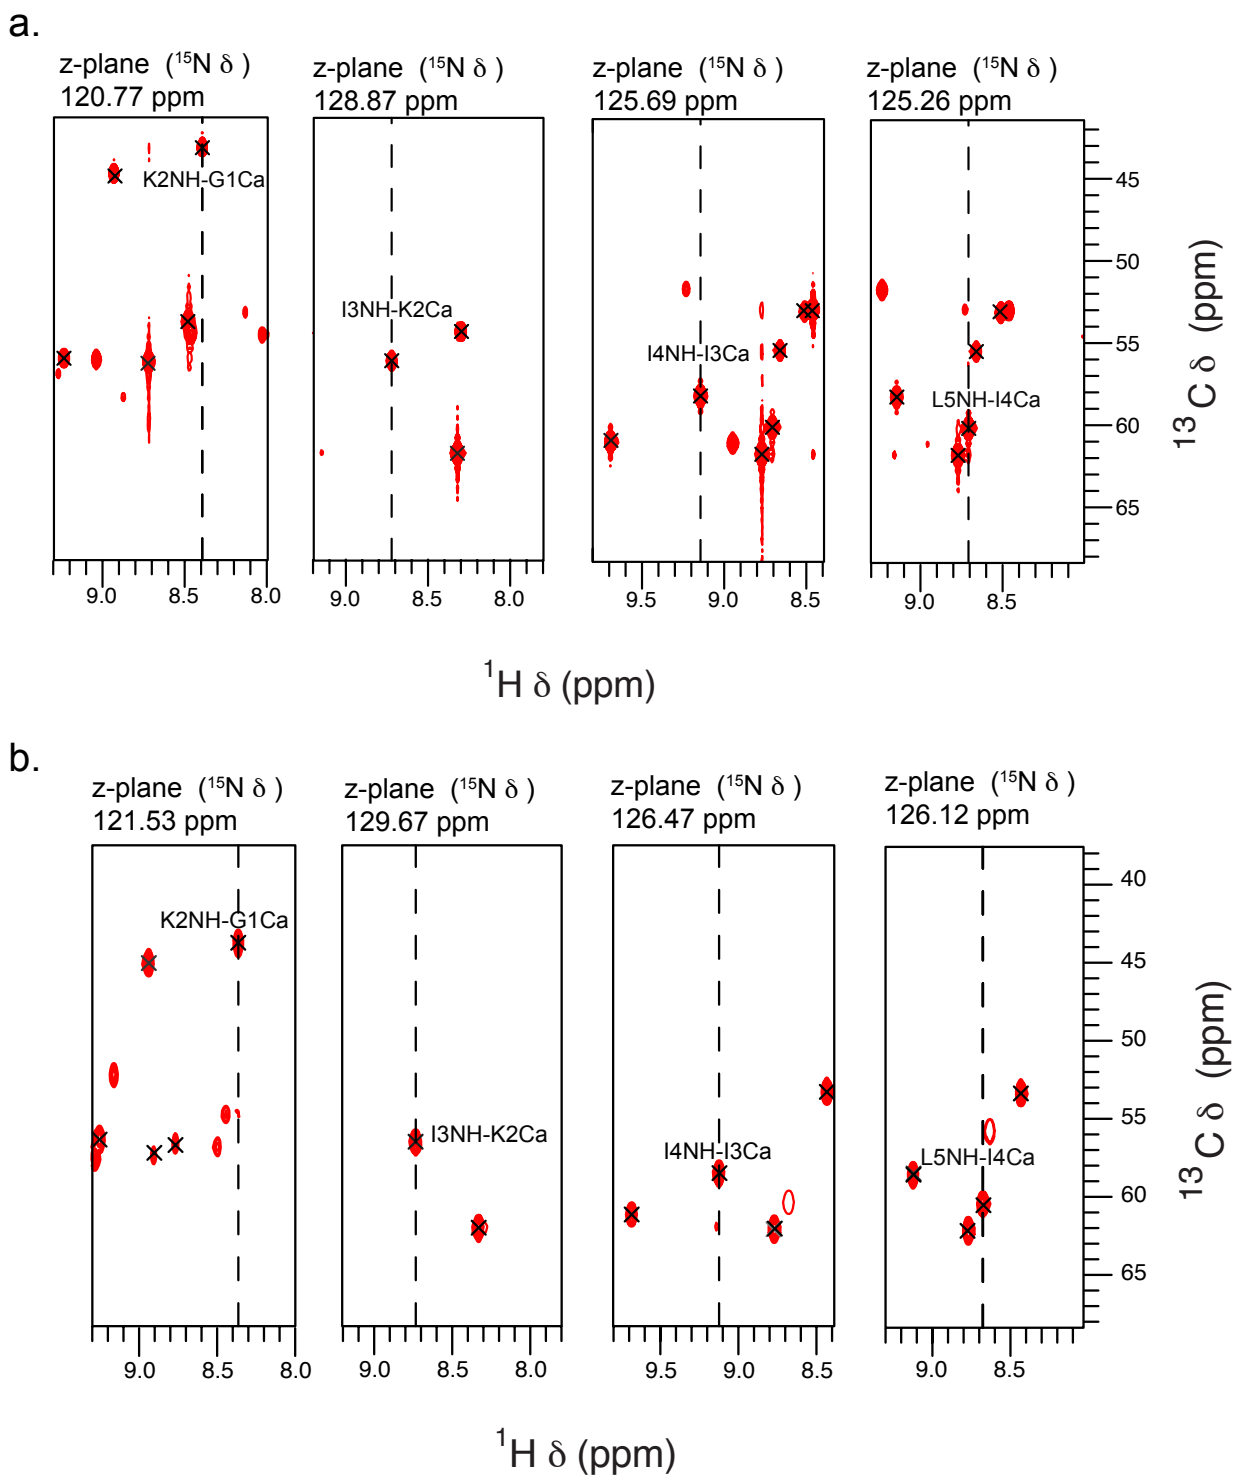 a.
z-plane (¹⁵N δ )
120.77 ppm
z-plane (¹⁵N δ )
128.87 ppm
z-plane (¹⁵N δ )
125.69 ppm
z-plane (¹⁵N δ )
125.26 ppm
K2NH-G1Ca
I3NH-K2Ca
I4NH-I3Ca
L5NH-I4Ca
45
50
55
60
65
¹³C δ (ppm)
9.0 8.5 8.0
9.0 8.5 8.0
9.5 9.0 8.5
9.0 8.5
¹H δ (ppm)
b.
z-plane (¹⁵N δ )
121.53 ppm
z-plane (¹⁵N δ )
129.67 ppm
z-plane (¹⁵N δ )
126.47 ppm
z-plane (¹⁵N δ )
126.12 ppm
K2NH-G1Ca
I3NH-K2Ca
I4NH-I3Ca
L5NH-I4Ca
40
45
50
55
60
65
¹³C δ (ppm)
9.0 8.5 8.0
9.0 8.5 8.0
9.5 9.0 8.5
9.0 8.5
¹H δ (ppm)